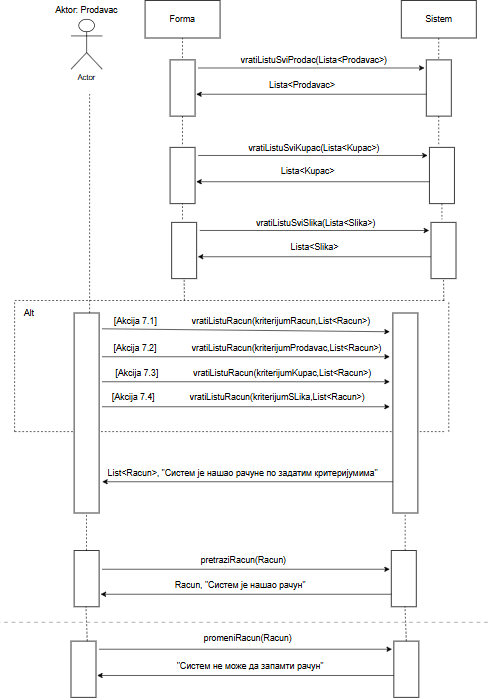 Aktor: Prodavac
Forma
Sistem
Actor
vratiListuSviProdac(Lista<Prodavac>)
Lista<Prodavac>
vratiListuSviKupac(Lista<Kupac>)
Lista<Kupac>
vratiListuSviSlika(Lista<Slika>)
Lista<Slika>
Alt
[Akcija 7.1] vratiListuRacun(kriterijumRacun,List<Racun>)
[Akcija 7.2] vratiListuRacun(kriterijumProdavac,List<Racun>)
[Akcija 7.3] vratiListuRacun(kriterijumKupac,List<Racun>)
[Akcija 7.4] vratiListuRacun(kriterijumSLika,List<Racun>)
List<Racun>, "Систем је нашао рачуне по задатим критеријумима"
pretraziRacun(Racun)
Racun, "Систем је нашао рачун"
promeniRacun(Racun)
"Систем не може да запамти рачун"